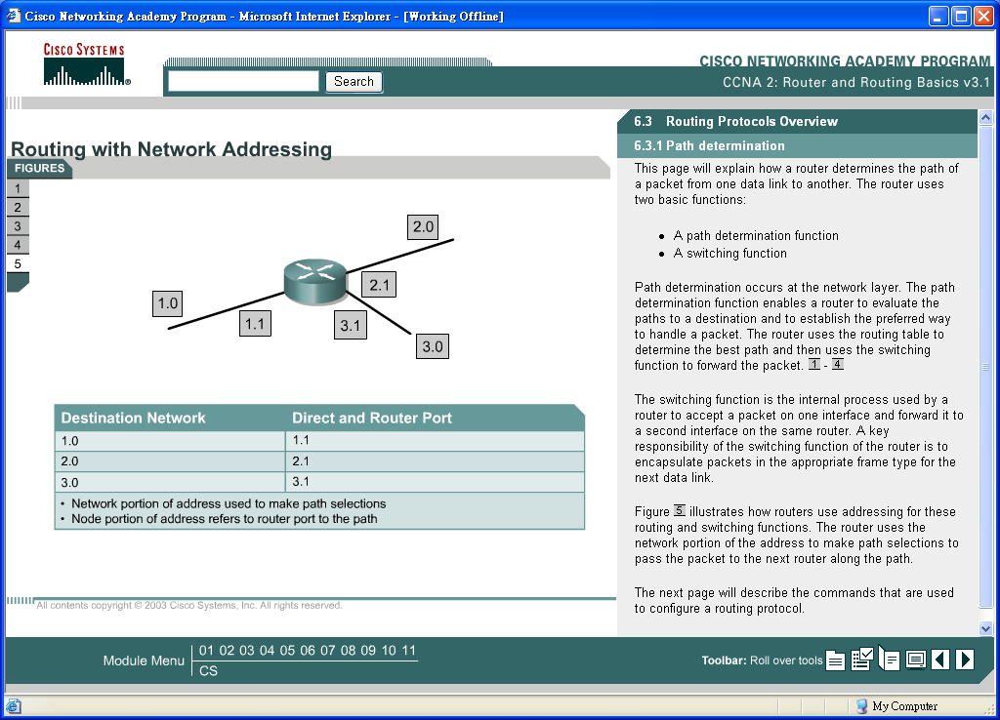 Cisco Networking Academy Program - Microsoft Internet Explorer - [Working Offline]
CISCO SYSTEMS
®
Search
CISCO NETWORKING ACADEMY PROGRAM
CCNA 2: Router and Routing Basics v3.1
Routing with Network Addressing
FIGURES
1
2
3
4
5
2.0
2.1
1.0
1.1
3.1
3.0
Destination Network Direct and Router Port
1.0 1.1
2.0 2.1
3.0 3.1
• Network portion of address used to make path selections
• Node portion of address refers to router port to the path
All contents copyright © 2003 Cisco Systems, Inc. All rights reserved.
6.3 Routing Protocols Overview
6.3.1 Path determination
This page will explain how a router determines the path of
a packet from one data link to another. The router uses
two basic functions:
• A path determination function
• A switching function
Path determination occurs at the network layer. The path
determination function enables a router to evaluate the
paths to a destination and to establish the preferred way
to handle a packet. The router uses the routing table to
determine the best path and then uses the switching
function to forward the packet. 1 - 4
The switching function is the internal process used by a
router to accept a packet on one interface and forward it to
a second interface on the same router. A key
responsibility of the switching function of the router is to
encapsulate packets in the appropriate frame type for the
next data link.
Figure 5 illustrates how routers use addressing for these
routing and switching functions. The router uses the
network portion of the address to make path selections to
pass the packet to the next router along the path.
The next page will describe the commands that are used
to configure a routing protocol.
Module Menu
01 02 03 04 05 06 07 08 09 10 11
CS
Toolbar: Roll over tools
My Computer